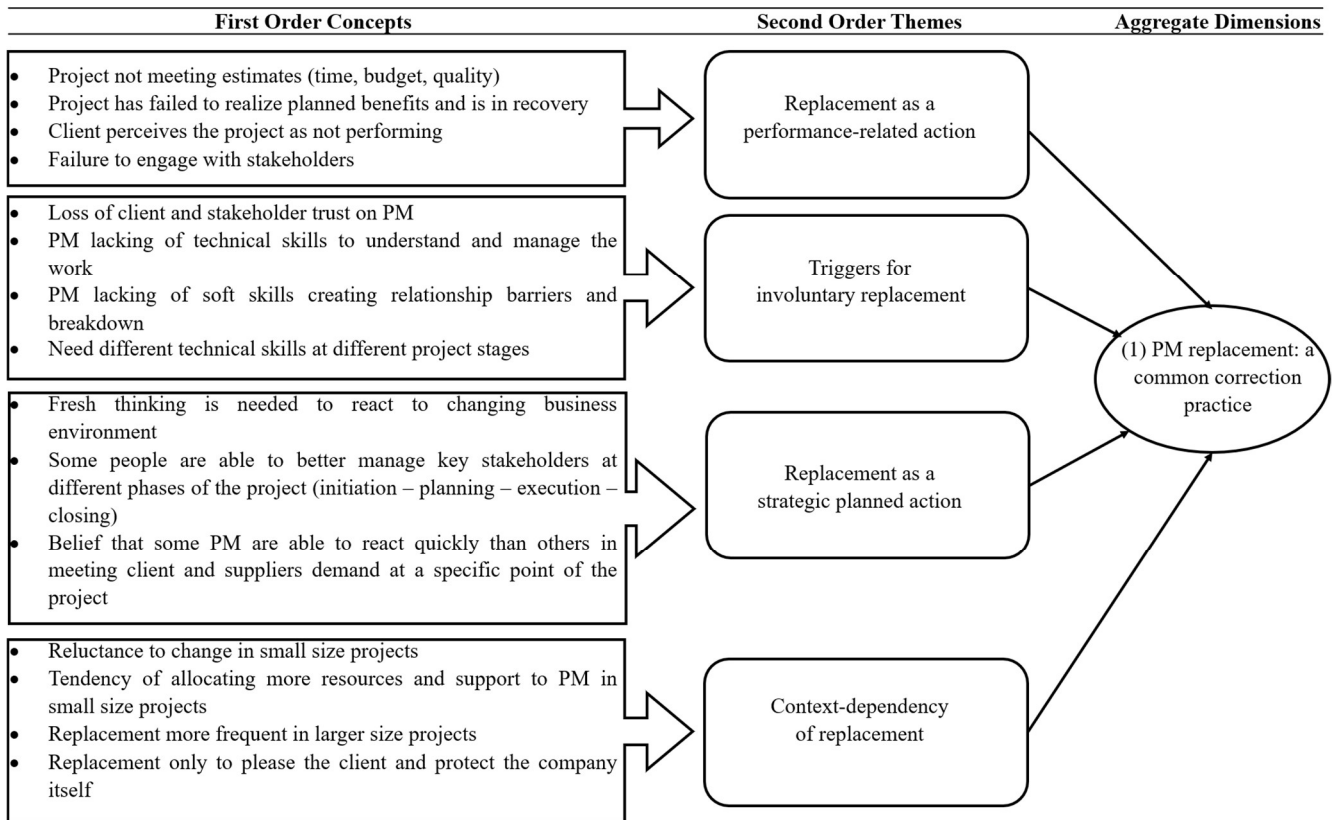 First Order Concepts
Second Order Themes
Aggregate Dimensions
• Project not meeting estimates (time, budget, quality)
• Project has failed to realize planned benefits and is in recovery
• Client perceives the project as not performing
• Failure to engage with stakeholders
Replacement as a
performance-related action
• Loss of client and stakeholder trust on PM
• PM lacking of technical skills to understand and manage the
work
• PM lacking of soft skills creating relationship barriers and
breakdown
• Need different technical skills at different project stages
Triggers for
involuntary replacement
• Fresh thinking is needed to react to changing business
environment
• Some people are able to better manage key stakeholders at
different phases of the project (initiation – planning – execution –
closing)
• Belief that some PM are able to react quickly than others in
meeting client and suppliers demand at a specific point of the
project
Replacement as a
strategic planned action
• Reluctance to change in small size projects
• Tendency of allocating more resources and support to PM in
small size projects
• Replacement more frequent in larger size projects
• Replacement only to please the client and protect the company
itself
Context-dependency
of replacement
(1) PM replacement: a
common correction
practice